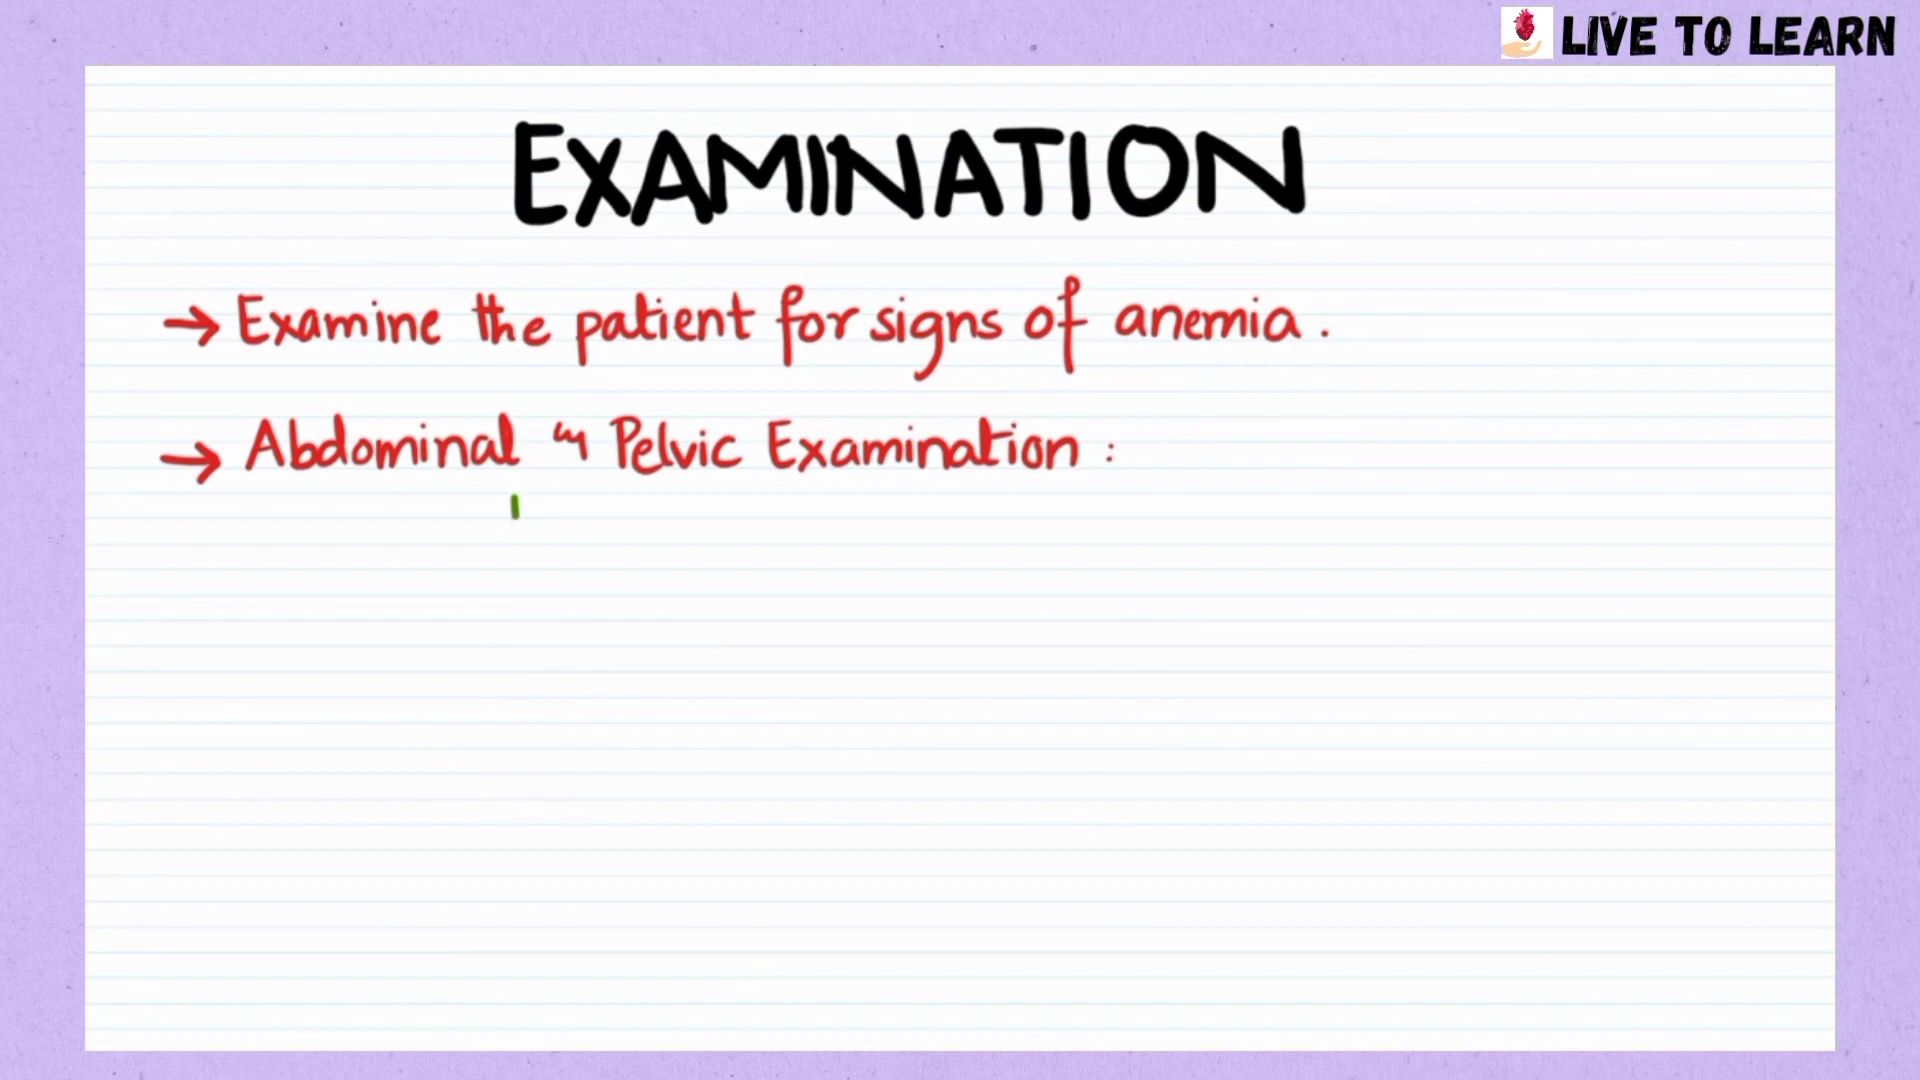 LIVE TO LEARN
EXAMINATION
→ Examine the patient for signs of anemia.
→ Abdominal Pelvic Examination :